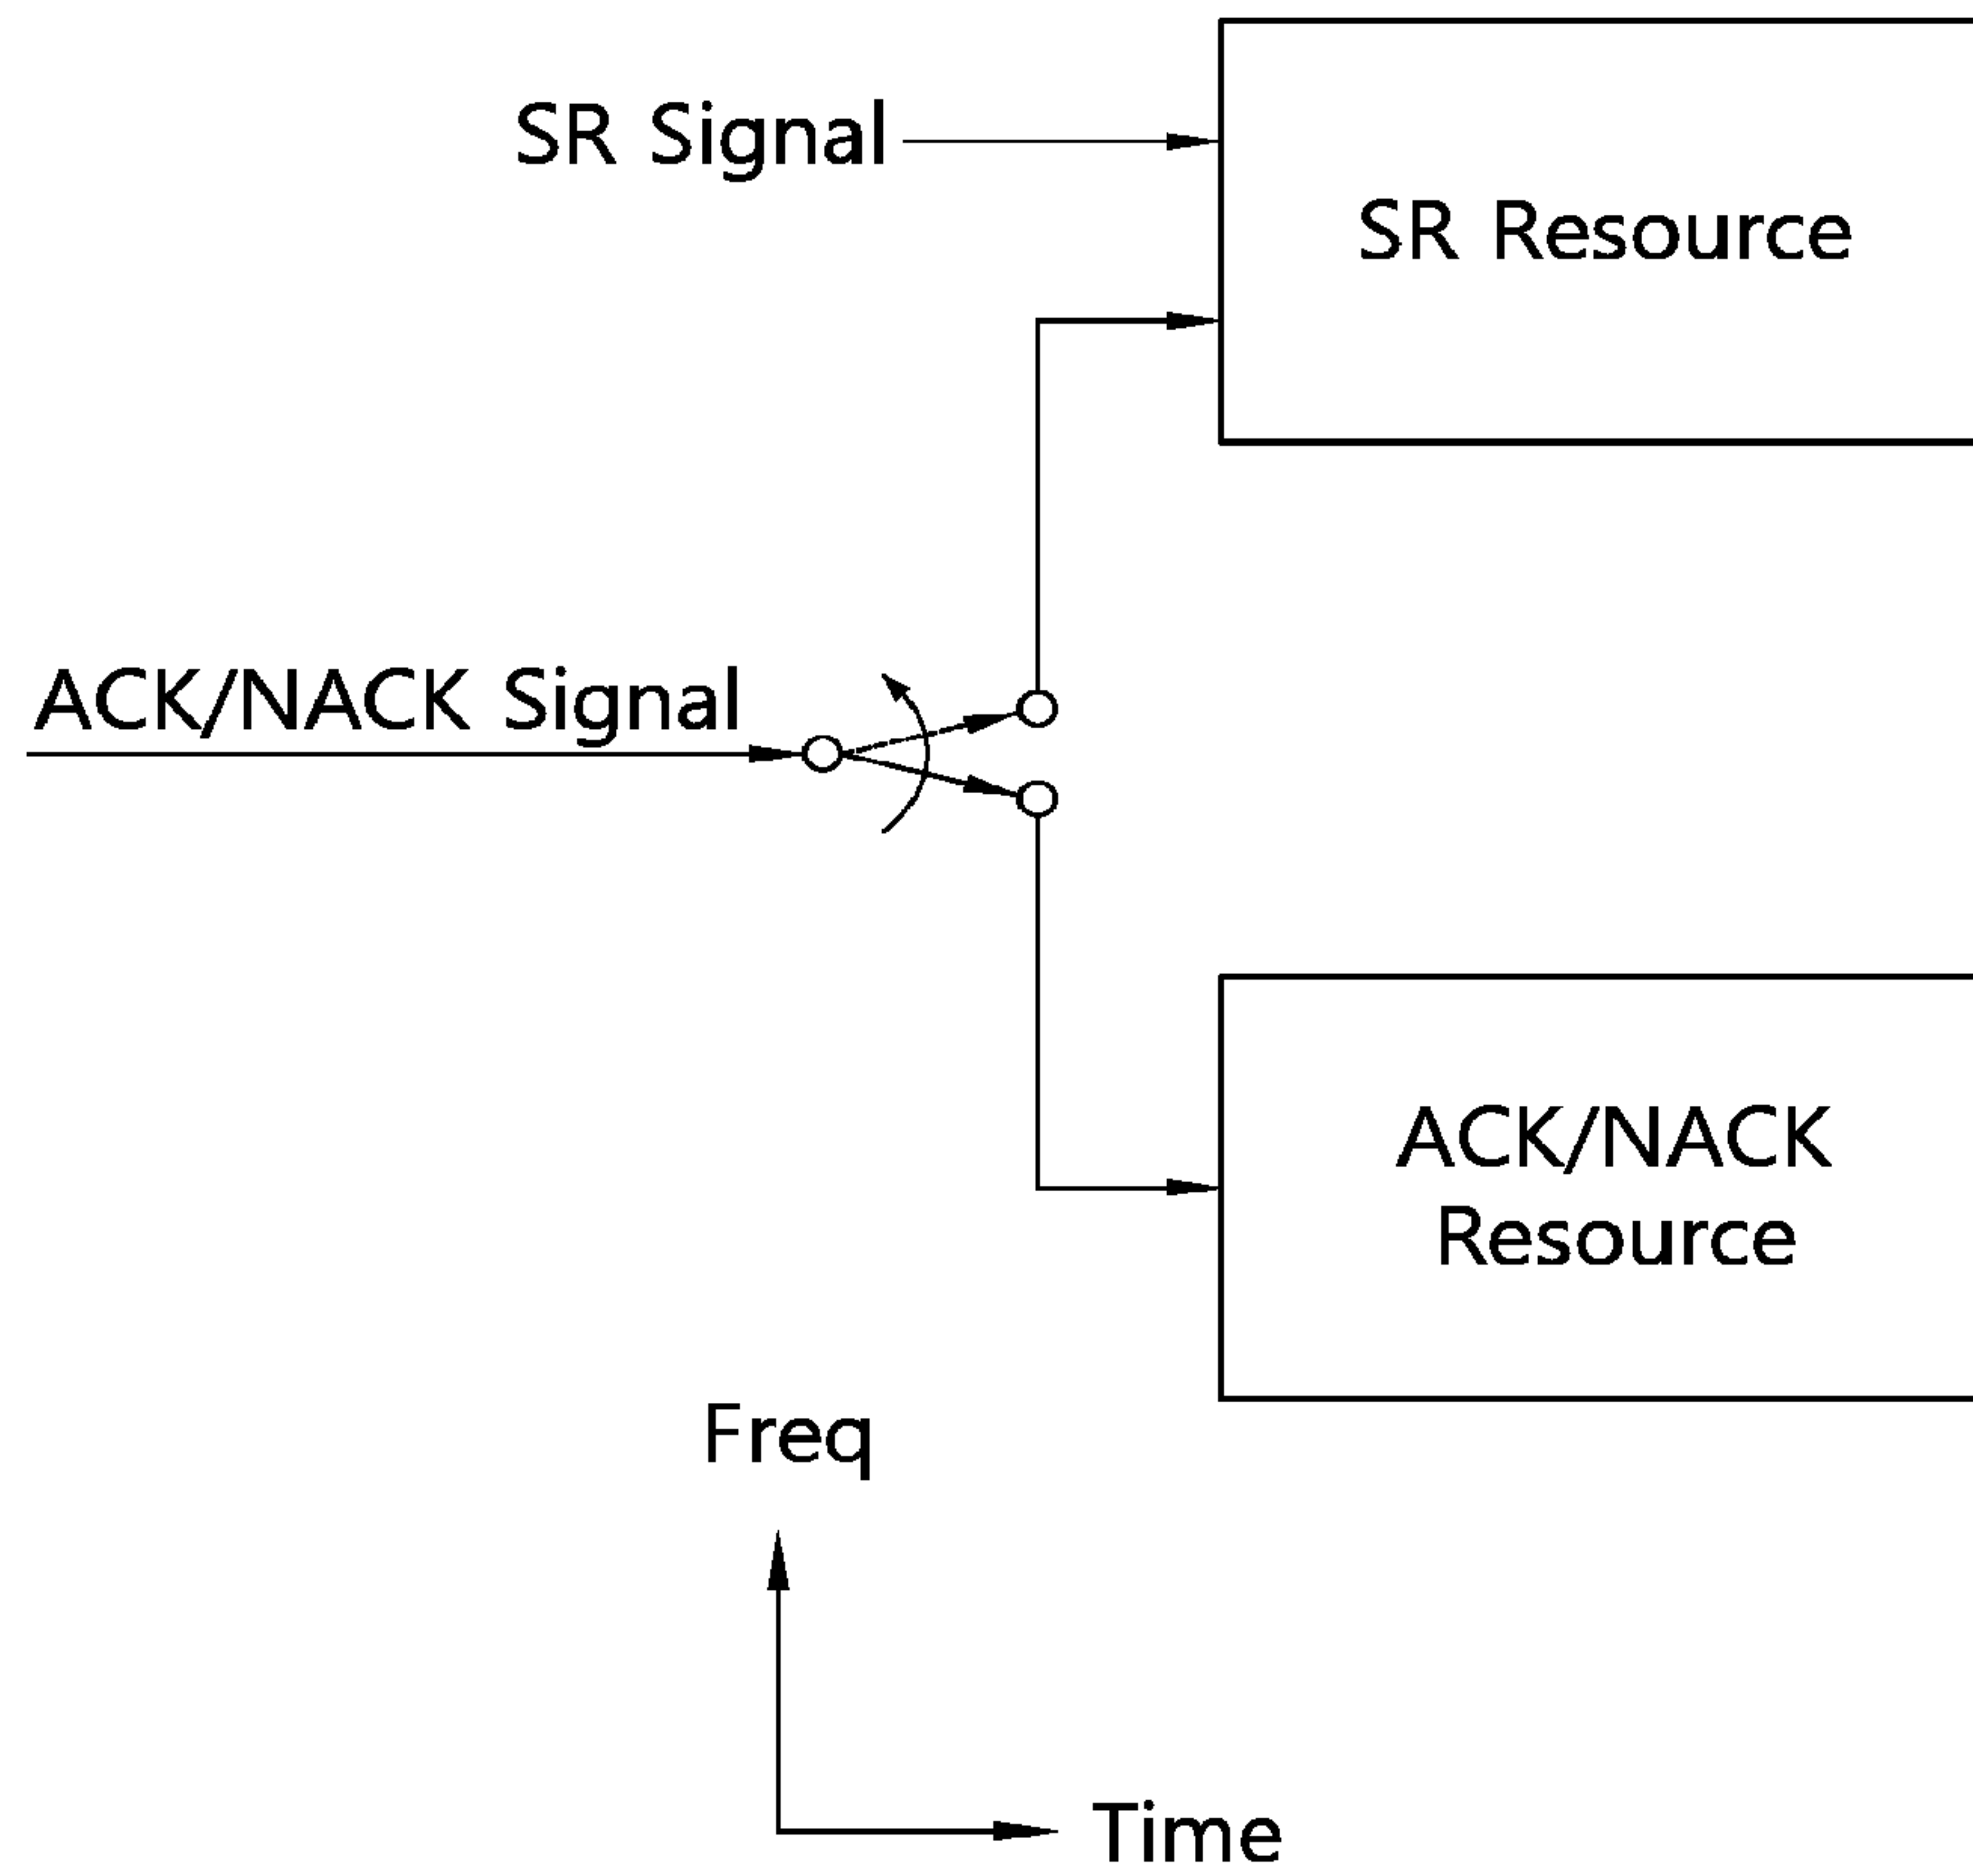 SR Signal
SR Resource
ACK/NACK Signal
ACK/NACK
Resource
Freq
Time